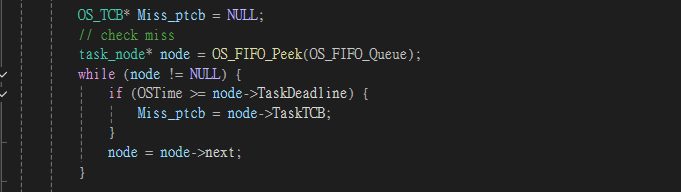 OS_TCB* Miss_ptcb = NULL;
// check miss
task_node* node = OS_FIFO_Peek(OS_FIFO_Queue);
while (node != NULL) {
if (OSTime >= node->TaskDeadline) {
Miss_ptcb = node->TaskTCB;
}
node = node->next;
}